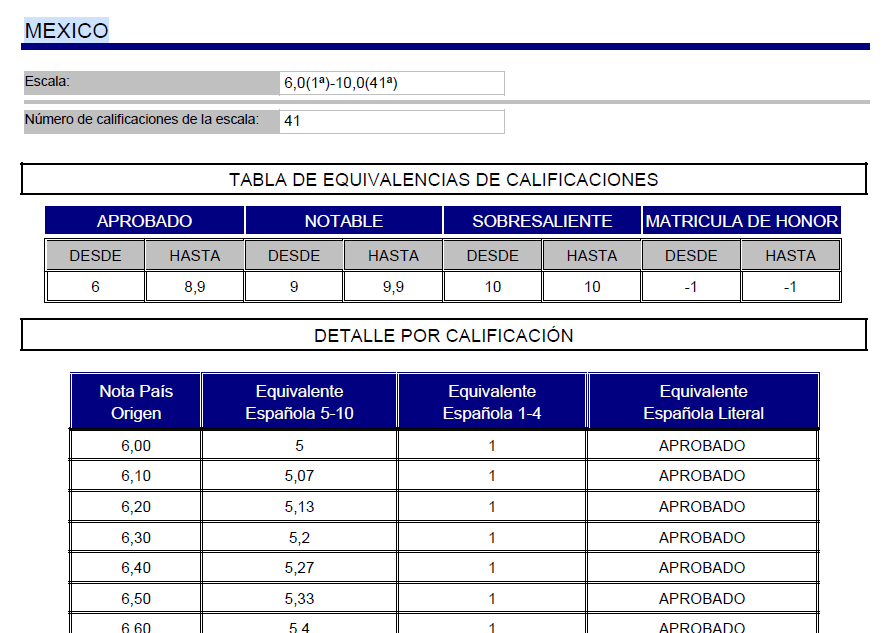 MEXICO
Escala: 6,0(1ª)-10,0(41ª)
Número de calificaciones de la escala: 41
TABLA DE EQUIVALENCIAS DE CALIFICACIONES
APROBADO NOTABLE SOBRESALIENTE MATRICULA DE HONOR
DESDE HASTA DESDE HASTA DESDE HASTA DESDE HASTA
6 8,9 9 9,9 10 10 -1 -1
DETALLE POR CALIFICACIÓN
Nota País Equivalente Equivalente Equivalente
Origen Española 5-10 Española 1-4 Española Literal
6,00 5 1 APROBADO
6,10 5,07 1 APROBADO
6,20 5,13 1 APROBADO
6,30 5,2 1 APROBADO
6,40 5,27 1 APROBADO
6,50 5,33 1 APROBADO
6,60 5,4 1 APROBADO